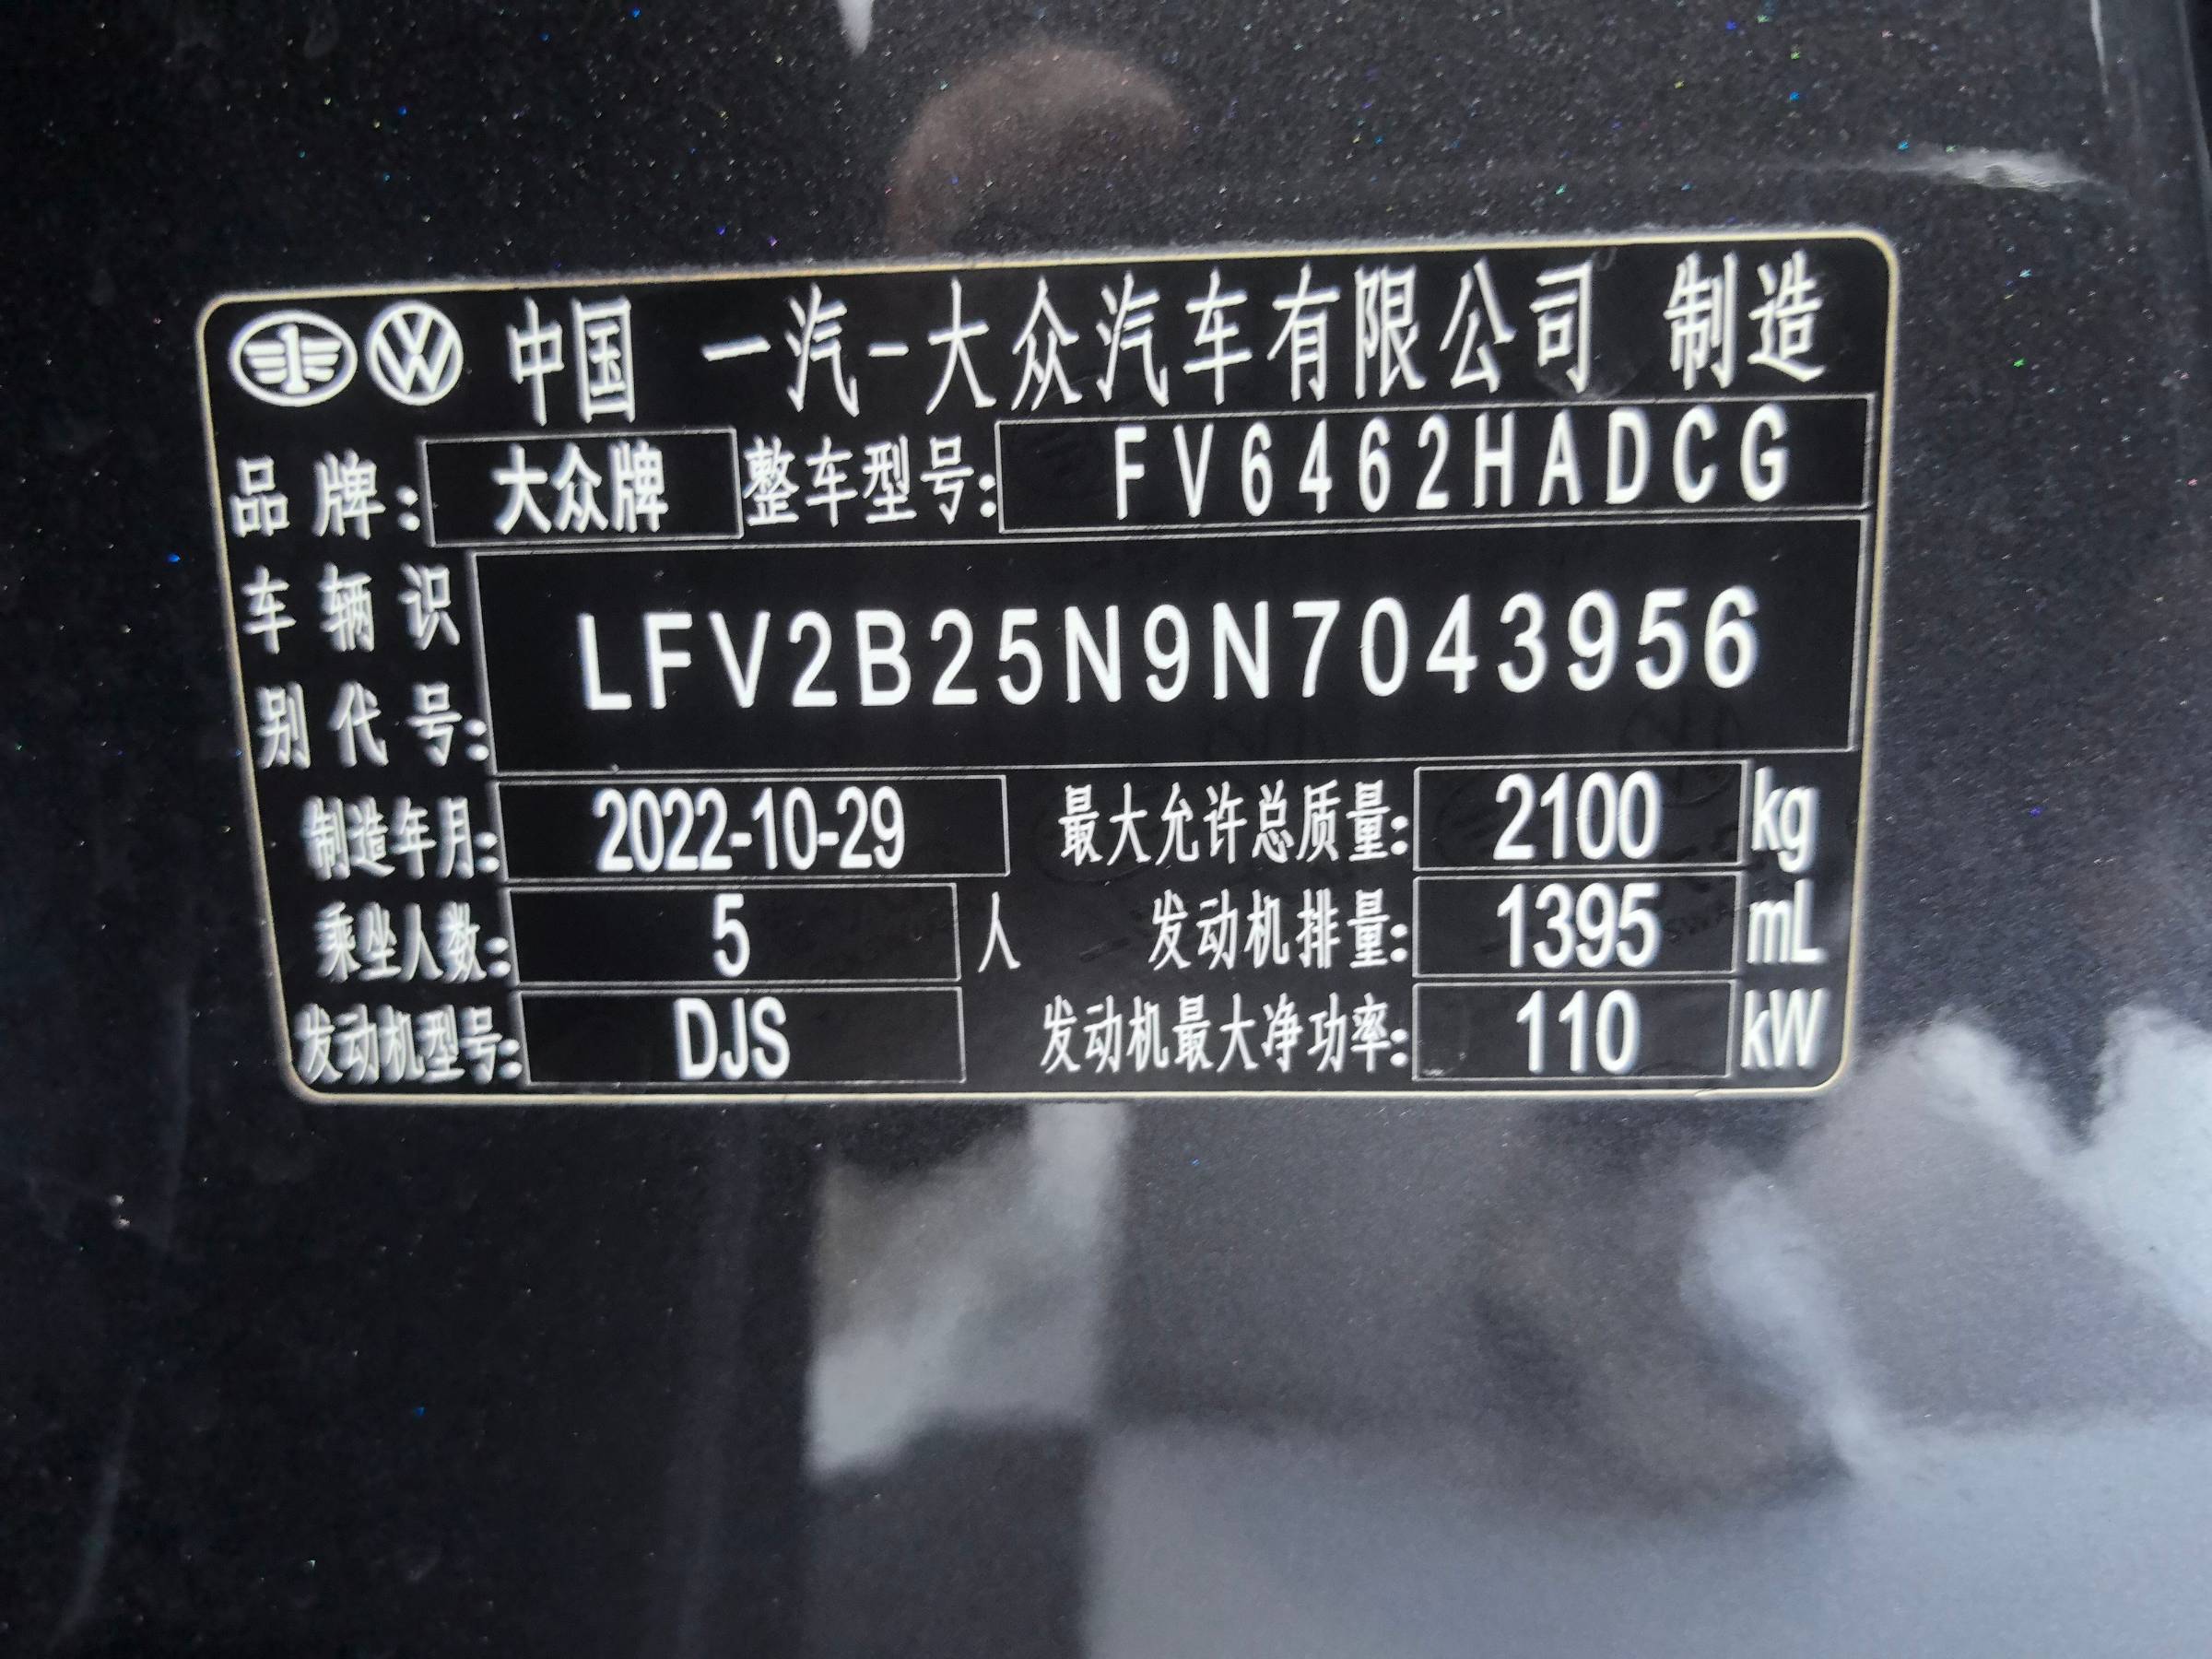 中国 一汽-大众汽车有限公司 制造
品牌: 大众牌 整车型号: FV6462HADCG
车辆识别代号: LFV2B25N9N7043956
制造年月: 2022-10-29 最大允许总质量: 2100 kg
乘坐人数: 5 人 发动机排量: 1395 mL
发动机型号: DJS 发动机最大净功率: 110 kW